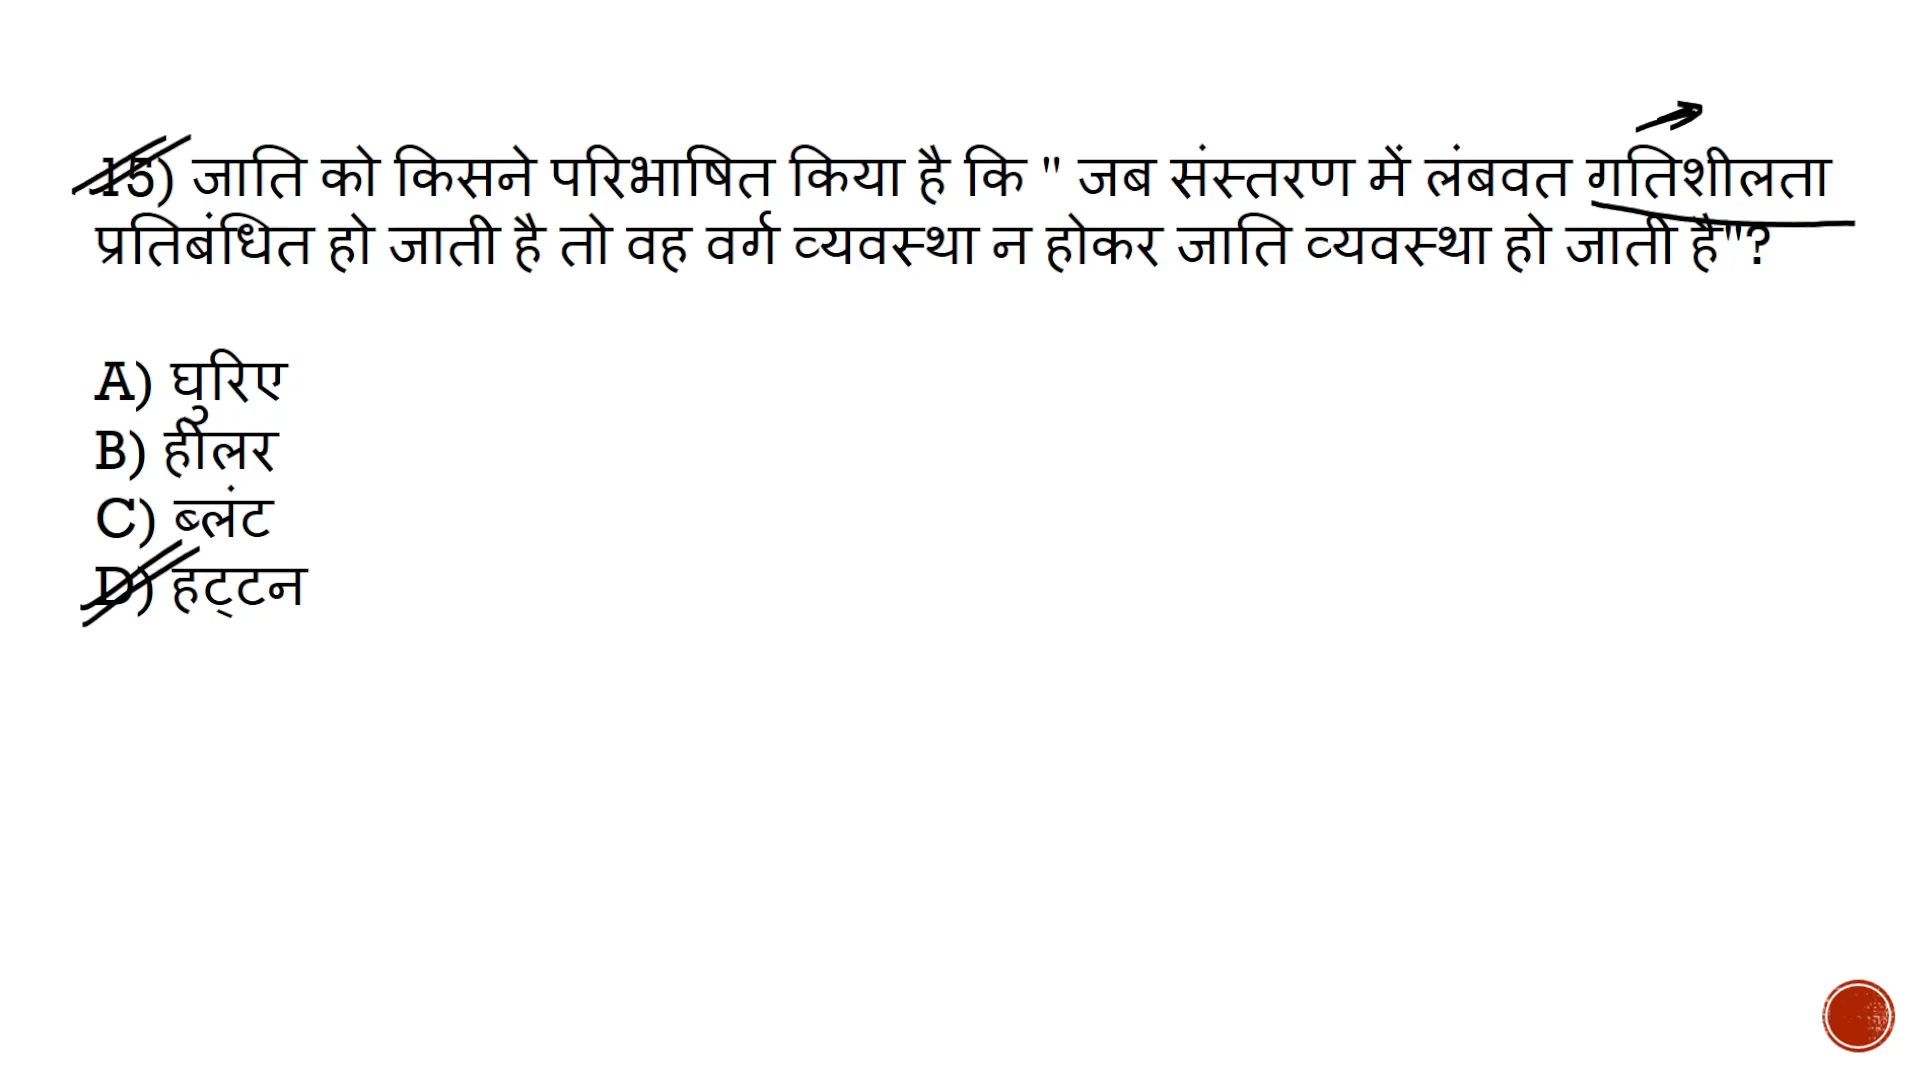 15) जाति को किसने परिभाषित किया है कि " जब संस्तरण में लंबवत गतिशीलता
प्रतिबंधित हो जाती है तो वह वर्ग व्यवस्था न होकर जाति व्यवस्था हो जाती है"?
A) घुरिए
B) हीलर
C) ब्लंट
D) हट्टन